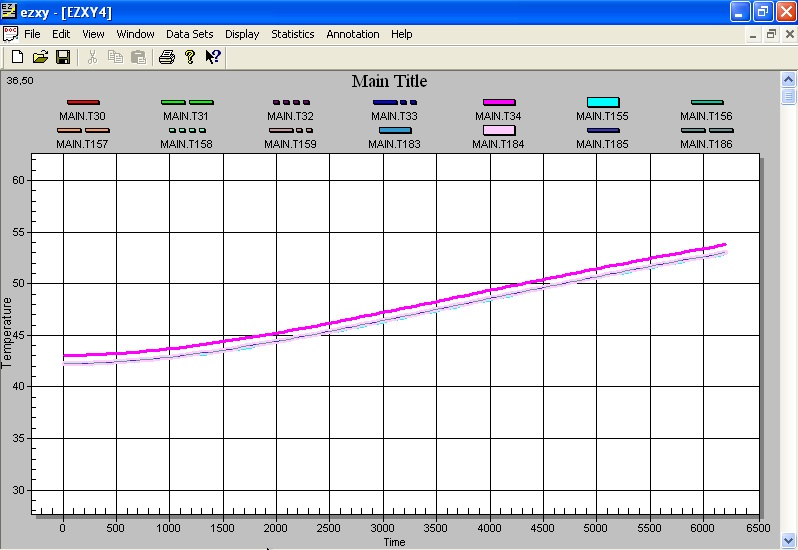 ezxy - [EZXY4]
File Edit View Window Data Sets Display Statistics Annotation Help
36,50
Main Title
MAIN.T30 MAIN.T31 MAIN.T32 MAIN.T33 MAIN.T34 MAIN.T155 MAIN.T156
MAIN.T157 MAIN.T158 MAIN.T159 MAIN.T183 MAIN.T184 MAIN.T185 MAIN.T186
60
55
50
45
40
35
30
Temperature
0 500 1000 1500 2000 2500 3000 3500 4000 4500 5000 5500 6000 6500
Time